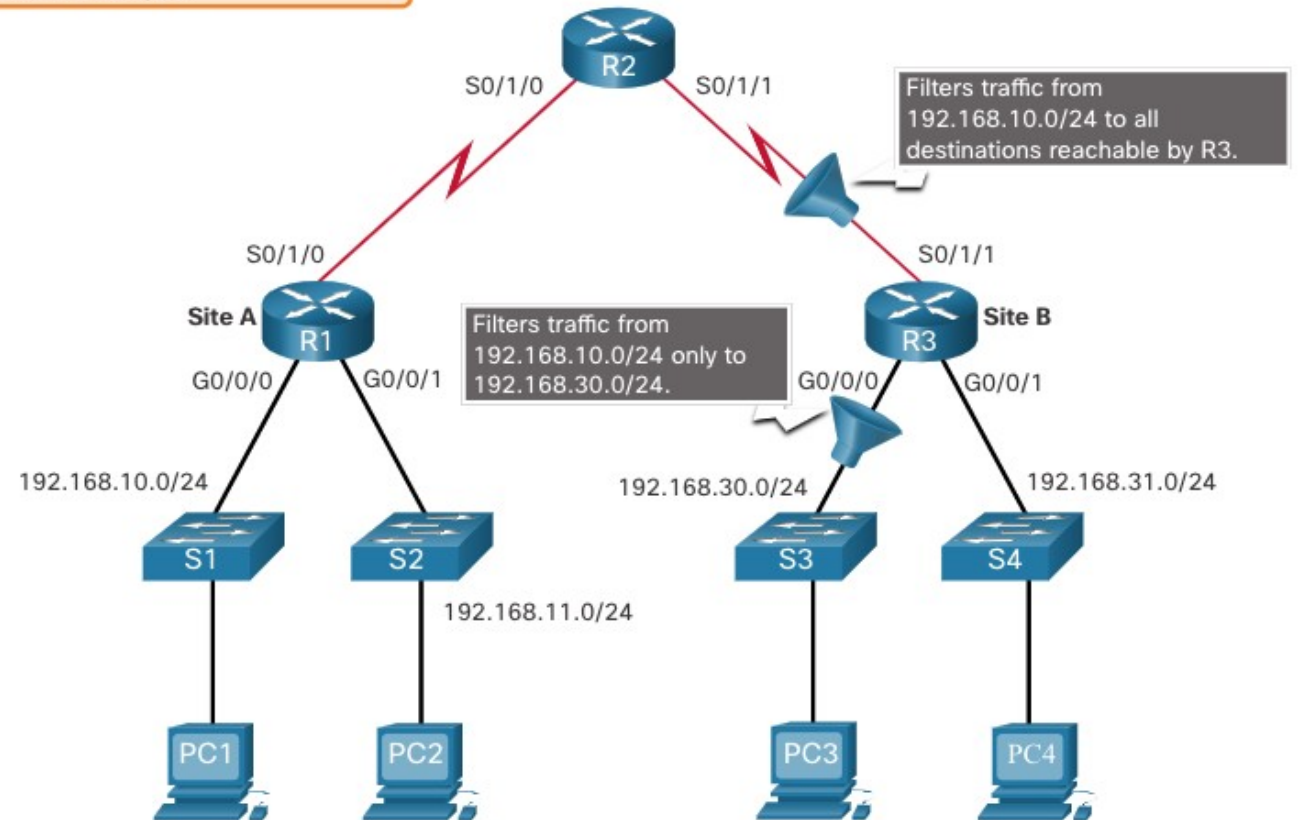 R2
S0/1/0
S0/1/1
Filters traffic from
192.168.10.0/24 to all
destinations reachable by R3.
S0/1/0
S0/1/1
Site A
R1
Filters traffic from
192.168.10.0/24 only to
192.168.30.0/24.
R3
Site B
G0/0/0
G0/0/1
G0/0/0
G0/0/1
192.168.10.0/24
192.168.30.0/24
192.168.31.0/24
S1
S2
S3
S4
192.168.11.0/24
PC1
PC2
PC3
PC4